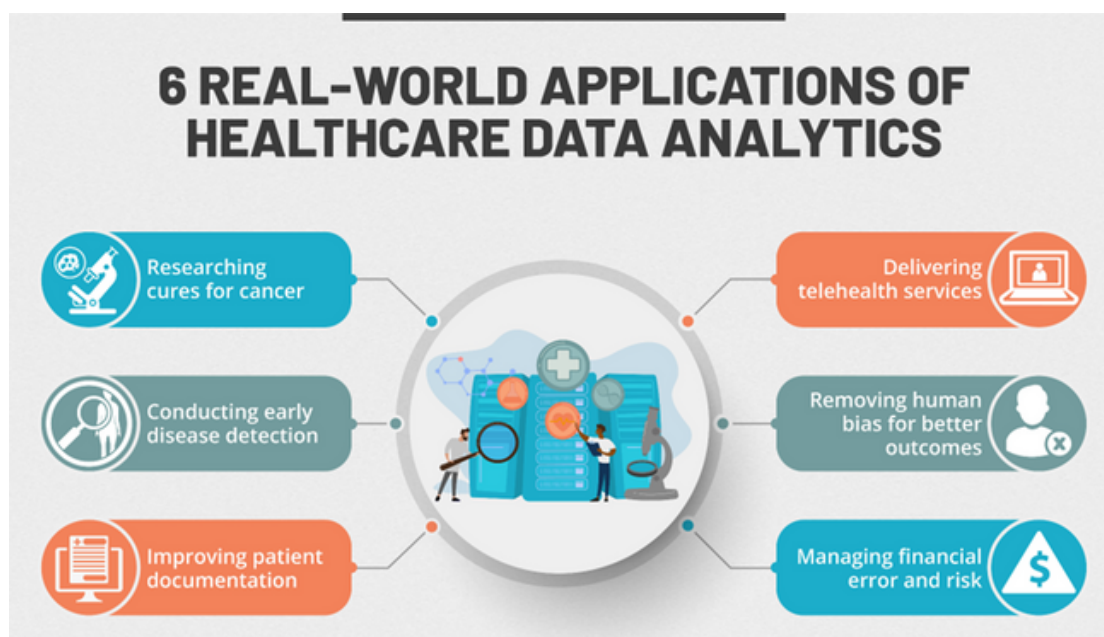 6 REAL-WORLD APPLICATIONS OF
HEALTHCARE DATA ANALYTICS
Researching
cures for cancer
Conducting early
disease detection
Improving patient
documentation
Delivering
telehealth services
Removing human
bias for better
outcomes
Managing financial
error and risk
$